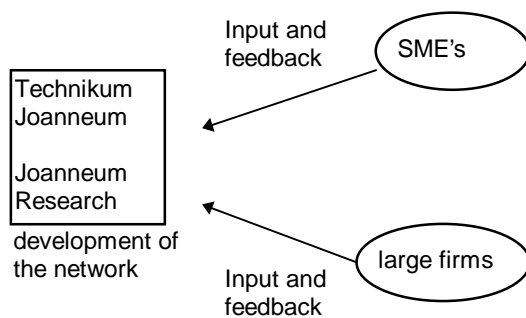 Input and
feedback
SME's
Technikum
Joanneum
Joanneum
Research
development of
the network
large firms
Input and
feedback